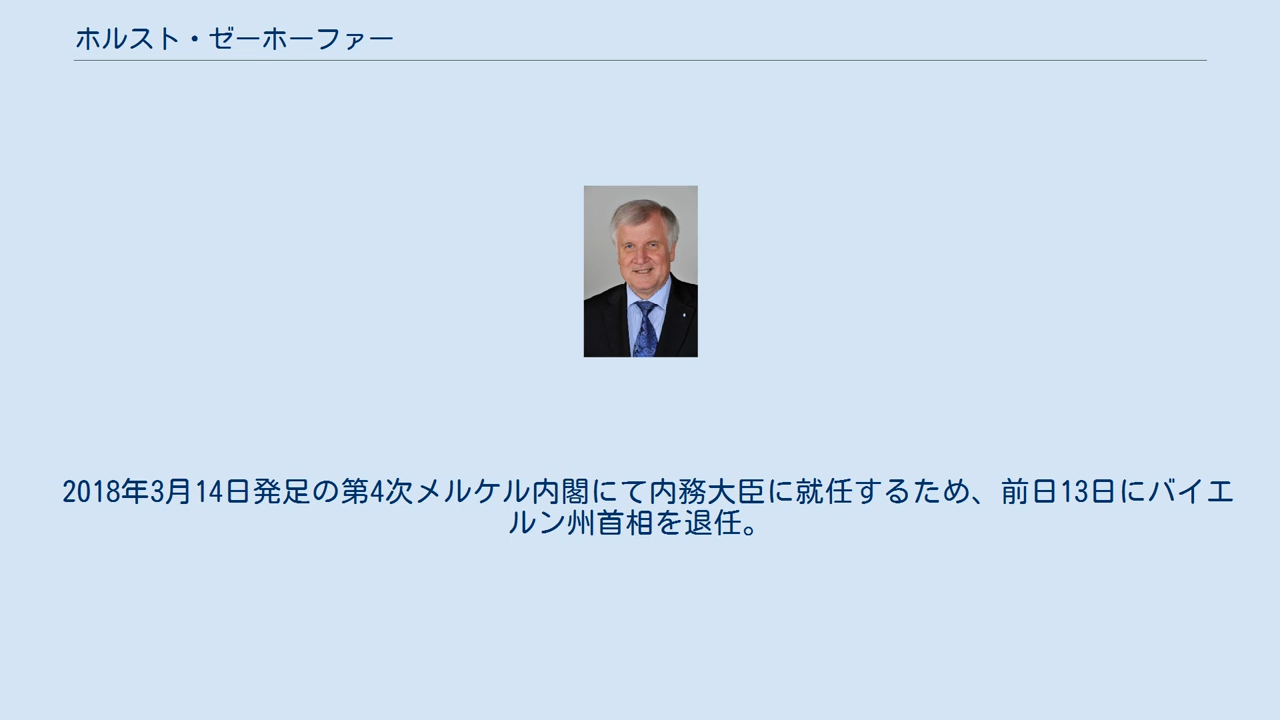 ホルスト・ゼーホーファー
2018年3月14日発足の第4次メルケル内閣にて内務大臣に就任するため、前日13日にバイエ
ルン州首相を退任。